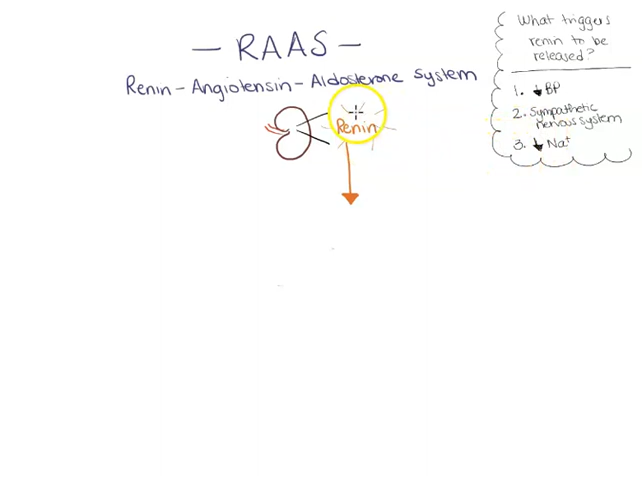 - RAAS -
Renin - Angiotensin - Aldosterone System
Renin
What triggers
renin to be
released?
1. ↓ BP
2. Sympathetic
nervous system
3. ↓ Na+